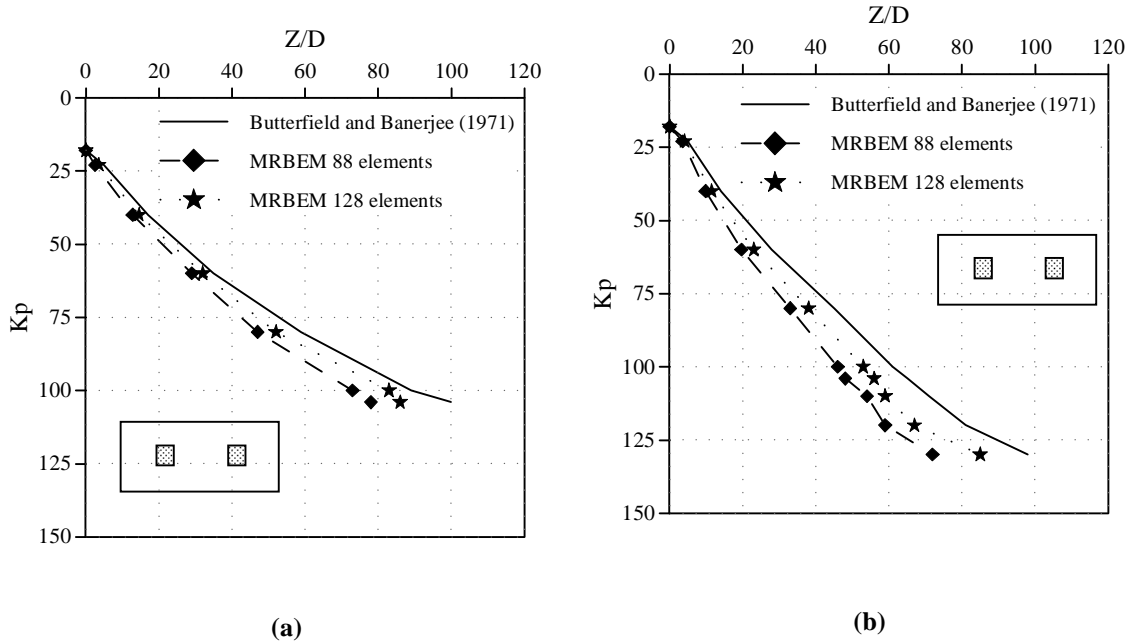 Z/D
0 20 40 60 80 100 120
0
25
50
75
100
125
150
Kp
Butterfield and Banerjee (1971)
MRBEM 88 elements
MRBEM 128 elements
(a)
Z/D
0 20 40 60 80 100 120
0
25
50
75
100
125
150
Kp
Butterfield and Banerjee (1971)
MRBEM 88 elements
MRBEM 128 elements
(b)